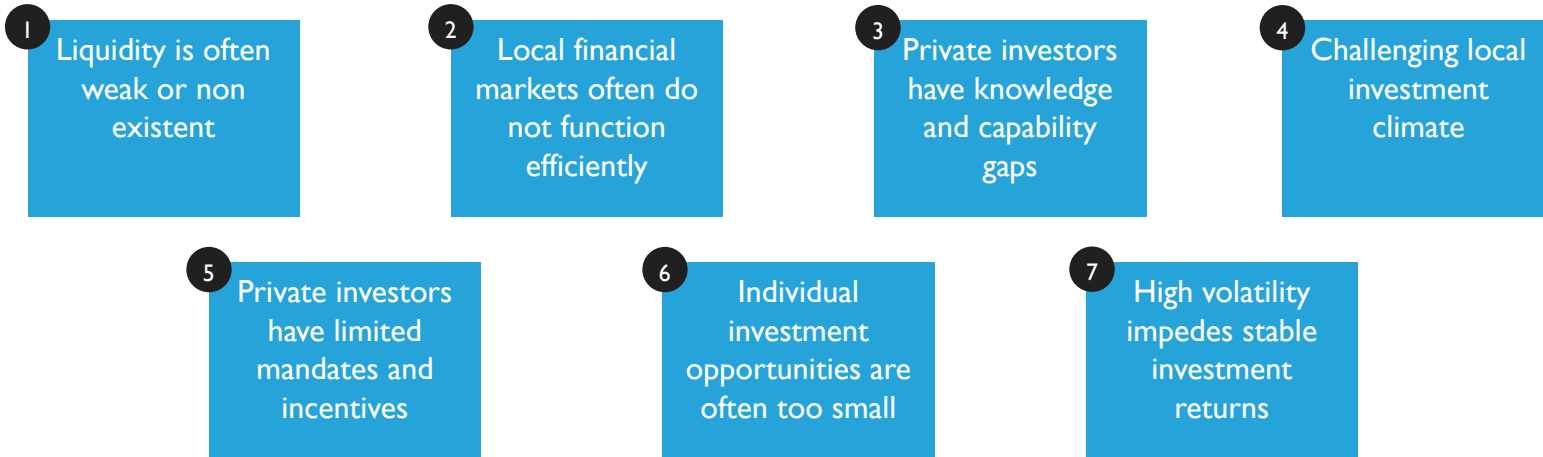 1
Liquidity is often
weak or non
existent
2
Local financial
markets often do
not function
efficiently
3
Private investors
have knowledge
and capability
gaps
4
Challenging local
investment
climate
5
Private investors
have limited
mandates and
incentives
6
Individual
investment
opportunities are
often too small
7
High volatility
impedes stable
investment
returns